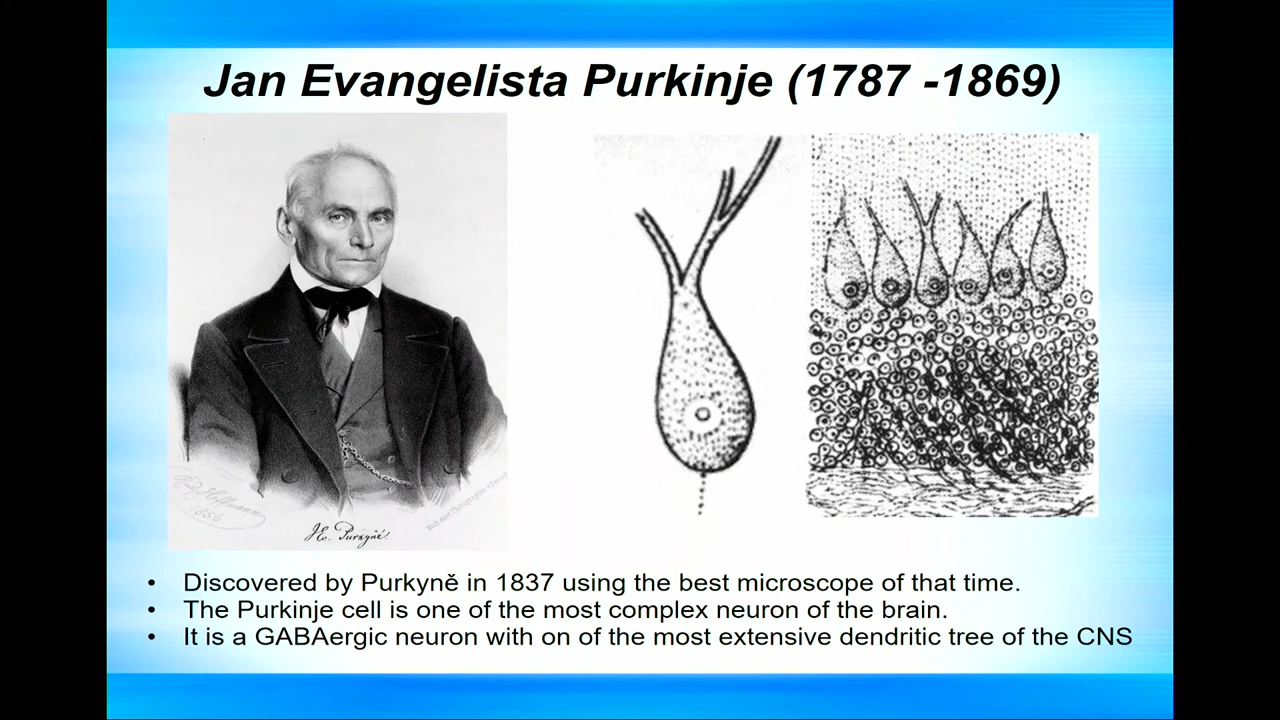 Jan Evangelista Purkinje (1787 -1869)
1856
• Discovered by Purkyně in 1837 using the best microscope of that time.
• The Purkinje cell is one of the most complex neuron of the brain.
• It is a GABAergic neuron with on of the most extensive dendritic tree of the CNS